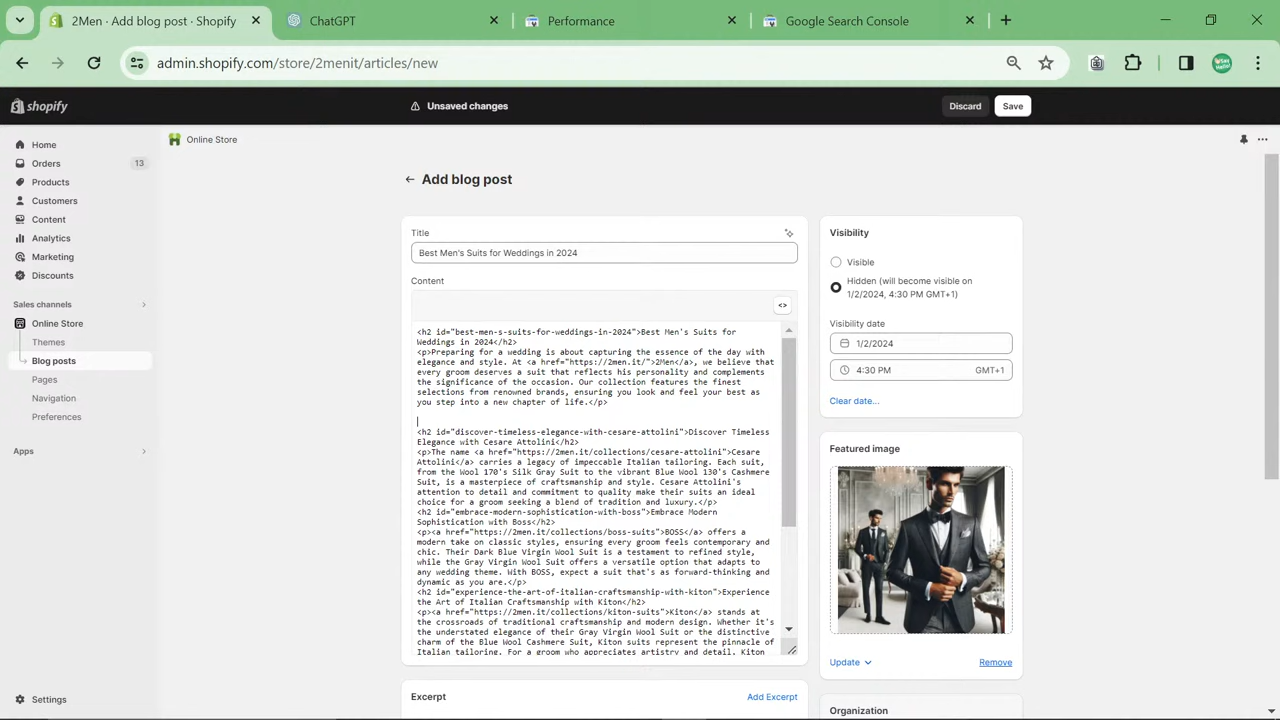 2Men · Add blog post · Shopify
ChatGPT
Performance
Google Search Console
admin.shopify.com/store/2menit/articles/new
shopify
Unsaved changes
Discard
Save
Home
Orders
13
Products
Customers
Content
Analytics
Marketing
Discounts
Sales channels
Online Store
Themes
Blog posts
Pages
Navigation
Preferences
Apps
Settings
Online Store
Add blog post
Title
Best Men's Suits for Weddings in 2024
Content
<>
<h2 id="best-men-s-suits-for-weddings-in-2024">Best Men's Suits for
Weddings in 2024</h2>
<p>Preparing for a wedding is about capturing the essence of the day with
elegance and style. At <a href="https://2men.it/">2Men</a>, we believe that
every groom deserves a suit that reflects his personality and complements
the significance of the occasion. Our collection features the finest
selections from renowned brands, ensuring you look and feel your best as
you step into a new chapter of life.</p>
<h2 id="discover-timeless-elegance-with-cesare-attolini">Discover Timeless
Elegance with Cesare Attolini</h2>
<p>The name <a href="https://2men.it/collections/cesare-attolini">Cesare
Attolini</a> carries a legacy of impeccable Italian tailoring. Each suit,
from the Wool 170's Silk Gray Suit to the vibrant Blue Wool 130's Cashmere
Suit, is a masterpiece of craftsmanship and style. Cesare Attolini's
attention to detail and commitment to quality make their suits an ideal
choice for a groom seeking a blend of tradition and luxury.</p>
<h2 id="embrace-modern-sophistication-with-boss">Embrace Modern
Sophistication with Boss</h2>
<p><a href="https://2men.it/collections/boss-suits">BOSS</a> offers a
modern take on classic styles, ensuring every groom feels contemporary and
chic. Their Dark Blue Virgin Wool Suit is a testament to refined style,
while the Gray Virgin Wool Suit offers a versatile option that adapts to
any wedding theme. With BOSS, expect a suit that's as forward-thinking and
dynamic as you are.</p>
<h2 id="experience-the-art-of-italian-craftsmanship-with-kiton">Experience
the Art of Italian Craftsmanship with Kiton</h2>
<p><a href="https://2men.it/collections/kiton-suits">Kiton</a> stands at
the crossroads of traditional craftsmanship and modern design. Whether it's
the understated elegance of their Gray Virgin Wool Suit or the distinctive
charm of the Blue Wool Cashmere Suit, Kiton suits represent the pinnacle of
Italian tailoring. For a groom who appreciates artistry and detail, Kiton
Excerpt
Add Excerpt
Visibility
Visible
Hidden (will become visible on
1/2/2024, 4:30 PM GMT+1)
Visibility date
1/2/2024
4:30 PM
GMT+1
Clear date...
Featured image
Update
Remove
Organization